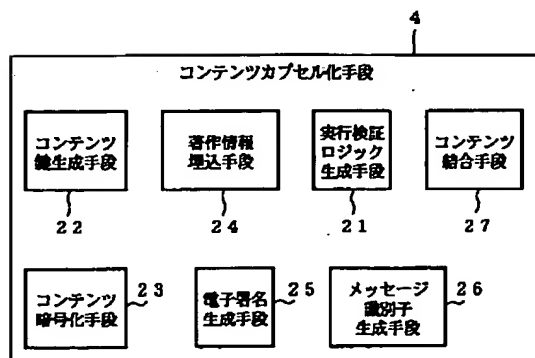 4
コンテンツカプセル化手段
コンテンツ
鍵生成手段
22
著作情報
埋込手段
24
実行検証
ロジック
生成手段
21
コンテンツ
結合手段
27
コンテンツ
暗号化手段
23
電子署名
生成手段
25
メッセージ
識別子
生成手段
26